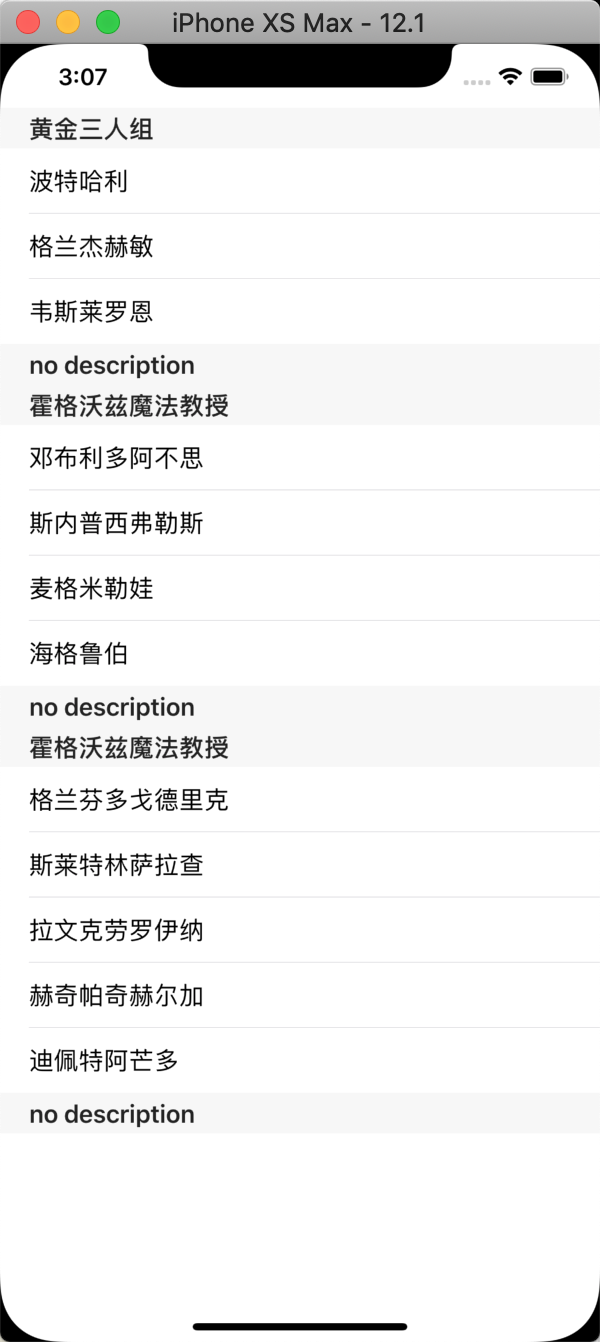 iPhone XS Max - 12.1
3:07
黄金三人组
波特哈利
格兰杰赫敏
韦斯莱罗恩
no description
霍格沃兹魔法教授
邓布利多阿不思
斯内普西弗勒斯
麦格米勒娃
海格鲁伯
no description
霍格沃兹魔法教授
格兰芬多戈德里克
斯莱特林萨拉查
拉文克劳罗伊纳
赫奇帕奇赫尔加
迪佩特阿芒多
no description